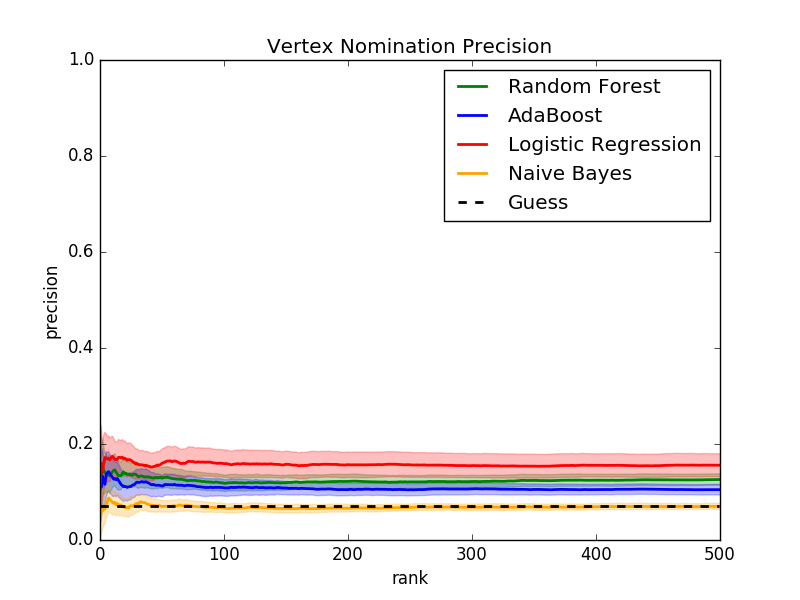 Vertex Nomination Precision
1.0
0.8
0.6
0.4
0.2
0.0
precision
Random Forest
AdaBoost
Logistic Regression
Naive Bayes
Guess
0 100 200 300 400 500
rank